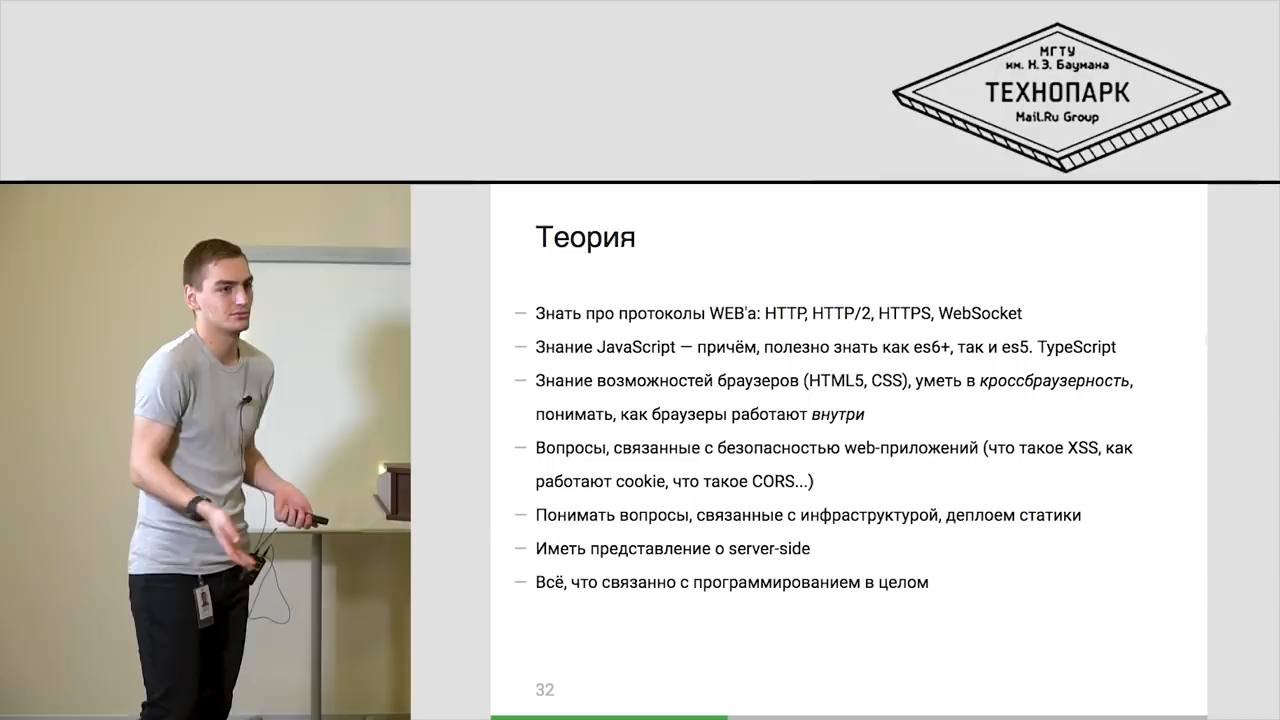 МГТУ
им. Н.Э. Баумана
ТЕХНОПАРК
Mail.Ru Group
Теория
— Знать про протоколы WEB'а: HTTP, HTTP/2, HTTPS, WebSocket
— Знание JavaScript — причём, полезно знать как es6+, так и es5. TypeScript
— Знание возможностей браузеров (HTML5, CSS), уметь в кроссбраузерность,
понимать, как браузеры работают внутри
— Вопросы, связанные с безопасностью web-приложений (что такое XSS, как
работают cookie, что такое CORS...)
— Понимать вопросы, связанные с инфраструктурой, деплоем статики
— Иметь представление о server-side
— Всё, что связанно с программированием в целом
32